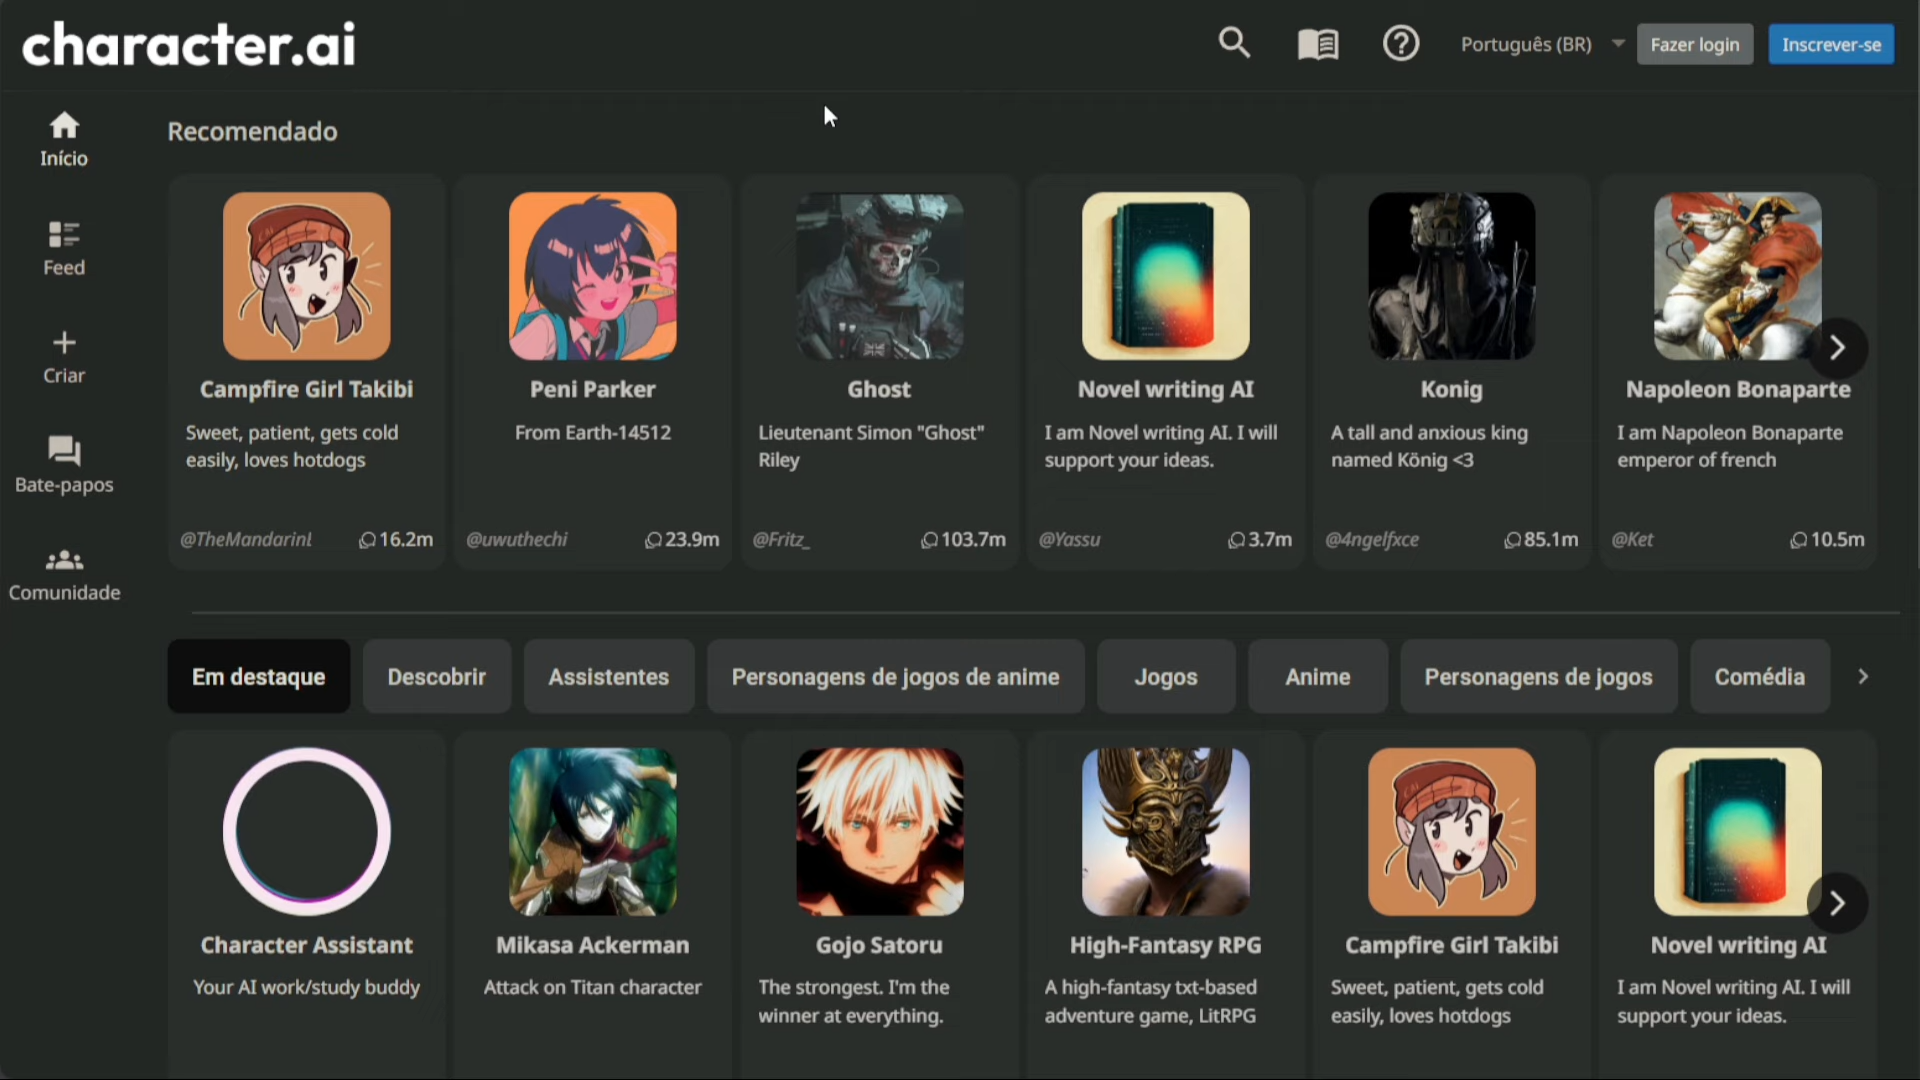 character.ai
Português (BR)
Fazer login
Inscrever-se
Início
Feed
Criar
Bate-papos
Comunidade
Recomendado
Campfire Girl Takibi
Sweet, patient, gets cold
easily, loves hotdogs
@TheMandarinL
16.2m
Peni Parker
From Earth-14512
@uwuthechi
23.9m
Ghost
Lieutenant Simon "Ghost"
Riley
@Fritz_
103.7m
Novel writing AI
I am Novel writing AI. I will
support your ideas.
@Yassu
3.7m
Konig
A tall and anxious king
named König <3
@4ngelfxce
85.1m
Napoleon Bonaparte
I am Napoleon Bonaparte
emperor of french
@Ket
10.5m
Em destaque
Descobrir
Assistentes
Personagens de jogos de anime
Jogos
Anime
Personagens de jogos
Comédia
Character Assistant
Your AI work/study buddy
Mikasa Ackerman
Attack on Titan character
Gojo Satoru
The strongest. I'm the
winner at everything.
High-Fantasy RPG
A high-fantasy txt-based
adventure game, LitRPG
Campfire Girl Takibi
Sweet, patient, gets cold
easily, loves hotdogs
Novel writing AI
I am Novel writing AI. I will
support your ideas.